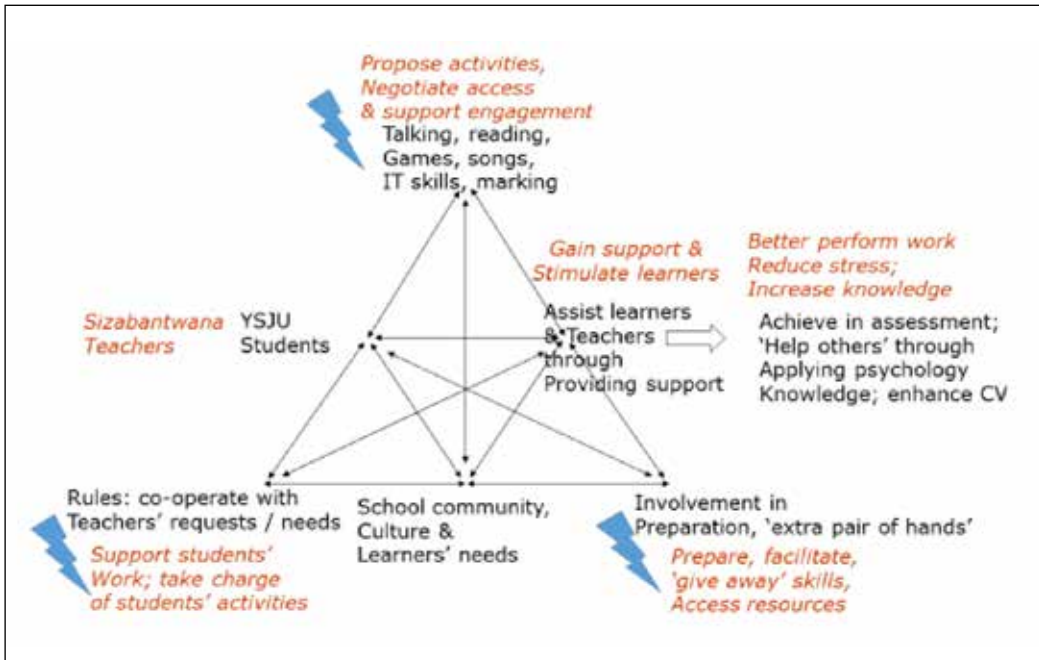 Propose activities,
Negotiate access
& support engagement
Talking, reading,
Games, songs,
IT skills, marking
Gain support &
Stimulate learners
Better perform work
Reduce stress;
Increase knowledge
Sizabantwana
Teachers
YSJU
Students
Assist learners
& Teachers
through
Providing support
Achieve in assessment;
‘Help others’ through
Applying psychology
Knowledge; enhance CV
Rules: co-operate with
Teachers’ requests / needs
Support students’
Work; take charge
of students’ activities
School community,
Culture &
Learners’ needs
Involvement in
Preparation, ‘extra pair of hands’
Prepare, facilitate,
‘give away’ skills,
Access resources